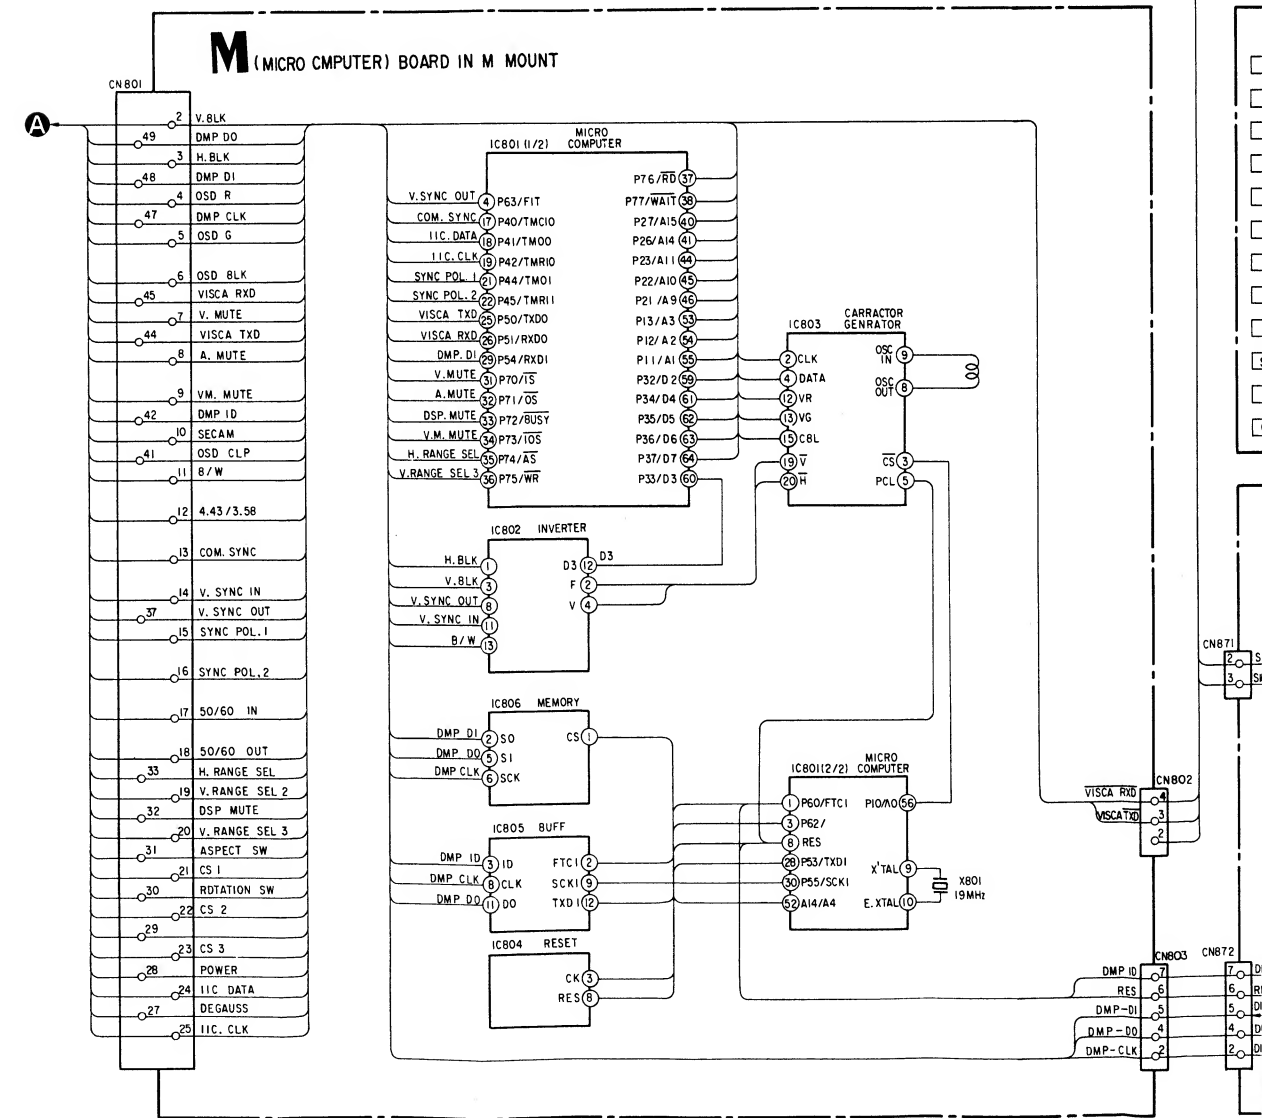 M (MICRO CMPUTER) BOARD IN M MOUNT
CN801
A
2 V.BLK
49 DMP DO
3 H.BLK
48 DMP DI
4 OSD R
47 DMP CLK
5 OSD G
6 OSD BLK
45 VISCA RXD
7 V. MUTE
44 VISCA TXD
8 A. MUTE
9 VM. MUTE
42 DMP ID
10 SECAM
41 OSD CLP
11 B/W
12 4.43/3.58
13 COM. SYNC
14 V. SYNC IN
37 V. SYNC OUT
15 SYNC POL.1
16 SYNC POL.2
17 50/60 IN
18 50/60 OUT
33 H. RANGE SEL
19 V.RANGE SEL 2
32 DSP MUTE
20 V. RANGE SEL 3
31 ASPECT SW
21 CS 1
30 RDTATION SW
22 CS 2
29
23 CS 3
28 POWER
24 IIC DATA
27 DEGAUSS
25 IIC. CLK
IC801(1/2) MICRO COMPUTER
V.SYNC OUT 4 P63/FIT
COM. SYNC 17 P40/TMCIO
IIC.DATA 18 P41/TMOO
IIC.CLK 19 P42/TMRIO
SYNC POL. 1 21 P44/TMO1
SYNC POL. 2 22 P45/TMRI1
VISCA TXD 25 P50/TXD0
VISCA RXD 26 P51/RXD0
DMP. DI 29 P54/RXD1
V.MUTE 31 P70/IS
A.MUTE 32 P71/OS
DSP. MUTE 33 P72/BUSY
V.M. MUTE 34 P73/IOS
H. RANGE SEL 35 P74/AS
V.RANGE SEL 3 36 P75/WR
P76/RD 37
P77/WAIT 38
P27/A15 40
P26/A14 41
P23/A11 44
P22/A10 45
P21/A9 46
P13/A3 53
P12/A2 54
P11/A1 55
P32/D2 59
P34/D4 61
P35/D5 62
P36/D6 63
P37/D7 64
P33/D3 60
IC803 CARRACTOR GENRATOR
2 CLK
4 DATA
12 VR
13 VG
15 CBL
19 V
20 H
OSC IN 9
OSC OUT 8
CS 3
PCL 5
IC802 INVERTER
H.BLK 1
V.BLK 3
V.SYNC OUT 8
V. SYNC IN 11
B/W 13
D3 12 D3
F 2
V 4
IC806 MEMORY
DMP DI 2 SO
DMP DO 5 SI
DMP CLK 6 SCK
CS 1
IC805 BUFF
DMP ID 3 ID
DMP CLK 8 CLK
DMP DO 11 DO
FTCI 2
SCK1 9
TXD1 12
IC804 RESET
CK 3
RES 8
IC801(2/2) MICRO COMPUTER
1 P60/FTCI
3 P62/
8 RES
28 P53/TXD1
30 P55/SCK1
52 A14/A4
P10/A0 56
X'TAL 9
E.XTAL 10
X801
19MHz
CN802
VISCA RXD 4
VISCA TXD 3
2
CN871
2 S
3
CN803
DMP ID 7
RES 6
DMP-DI 5
DMP-DO 4
DMP-CLK 2
CN872
7
6
5
4
2